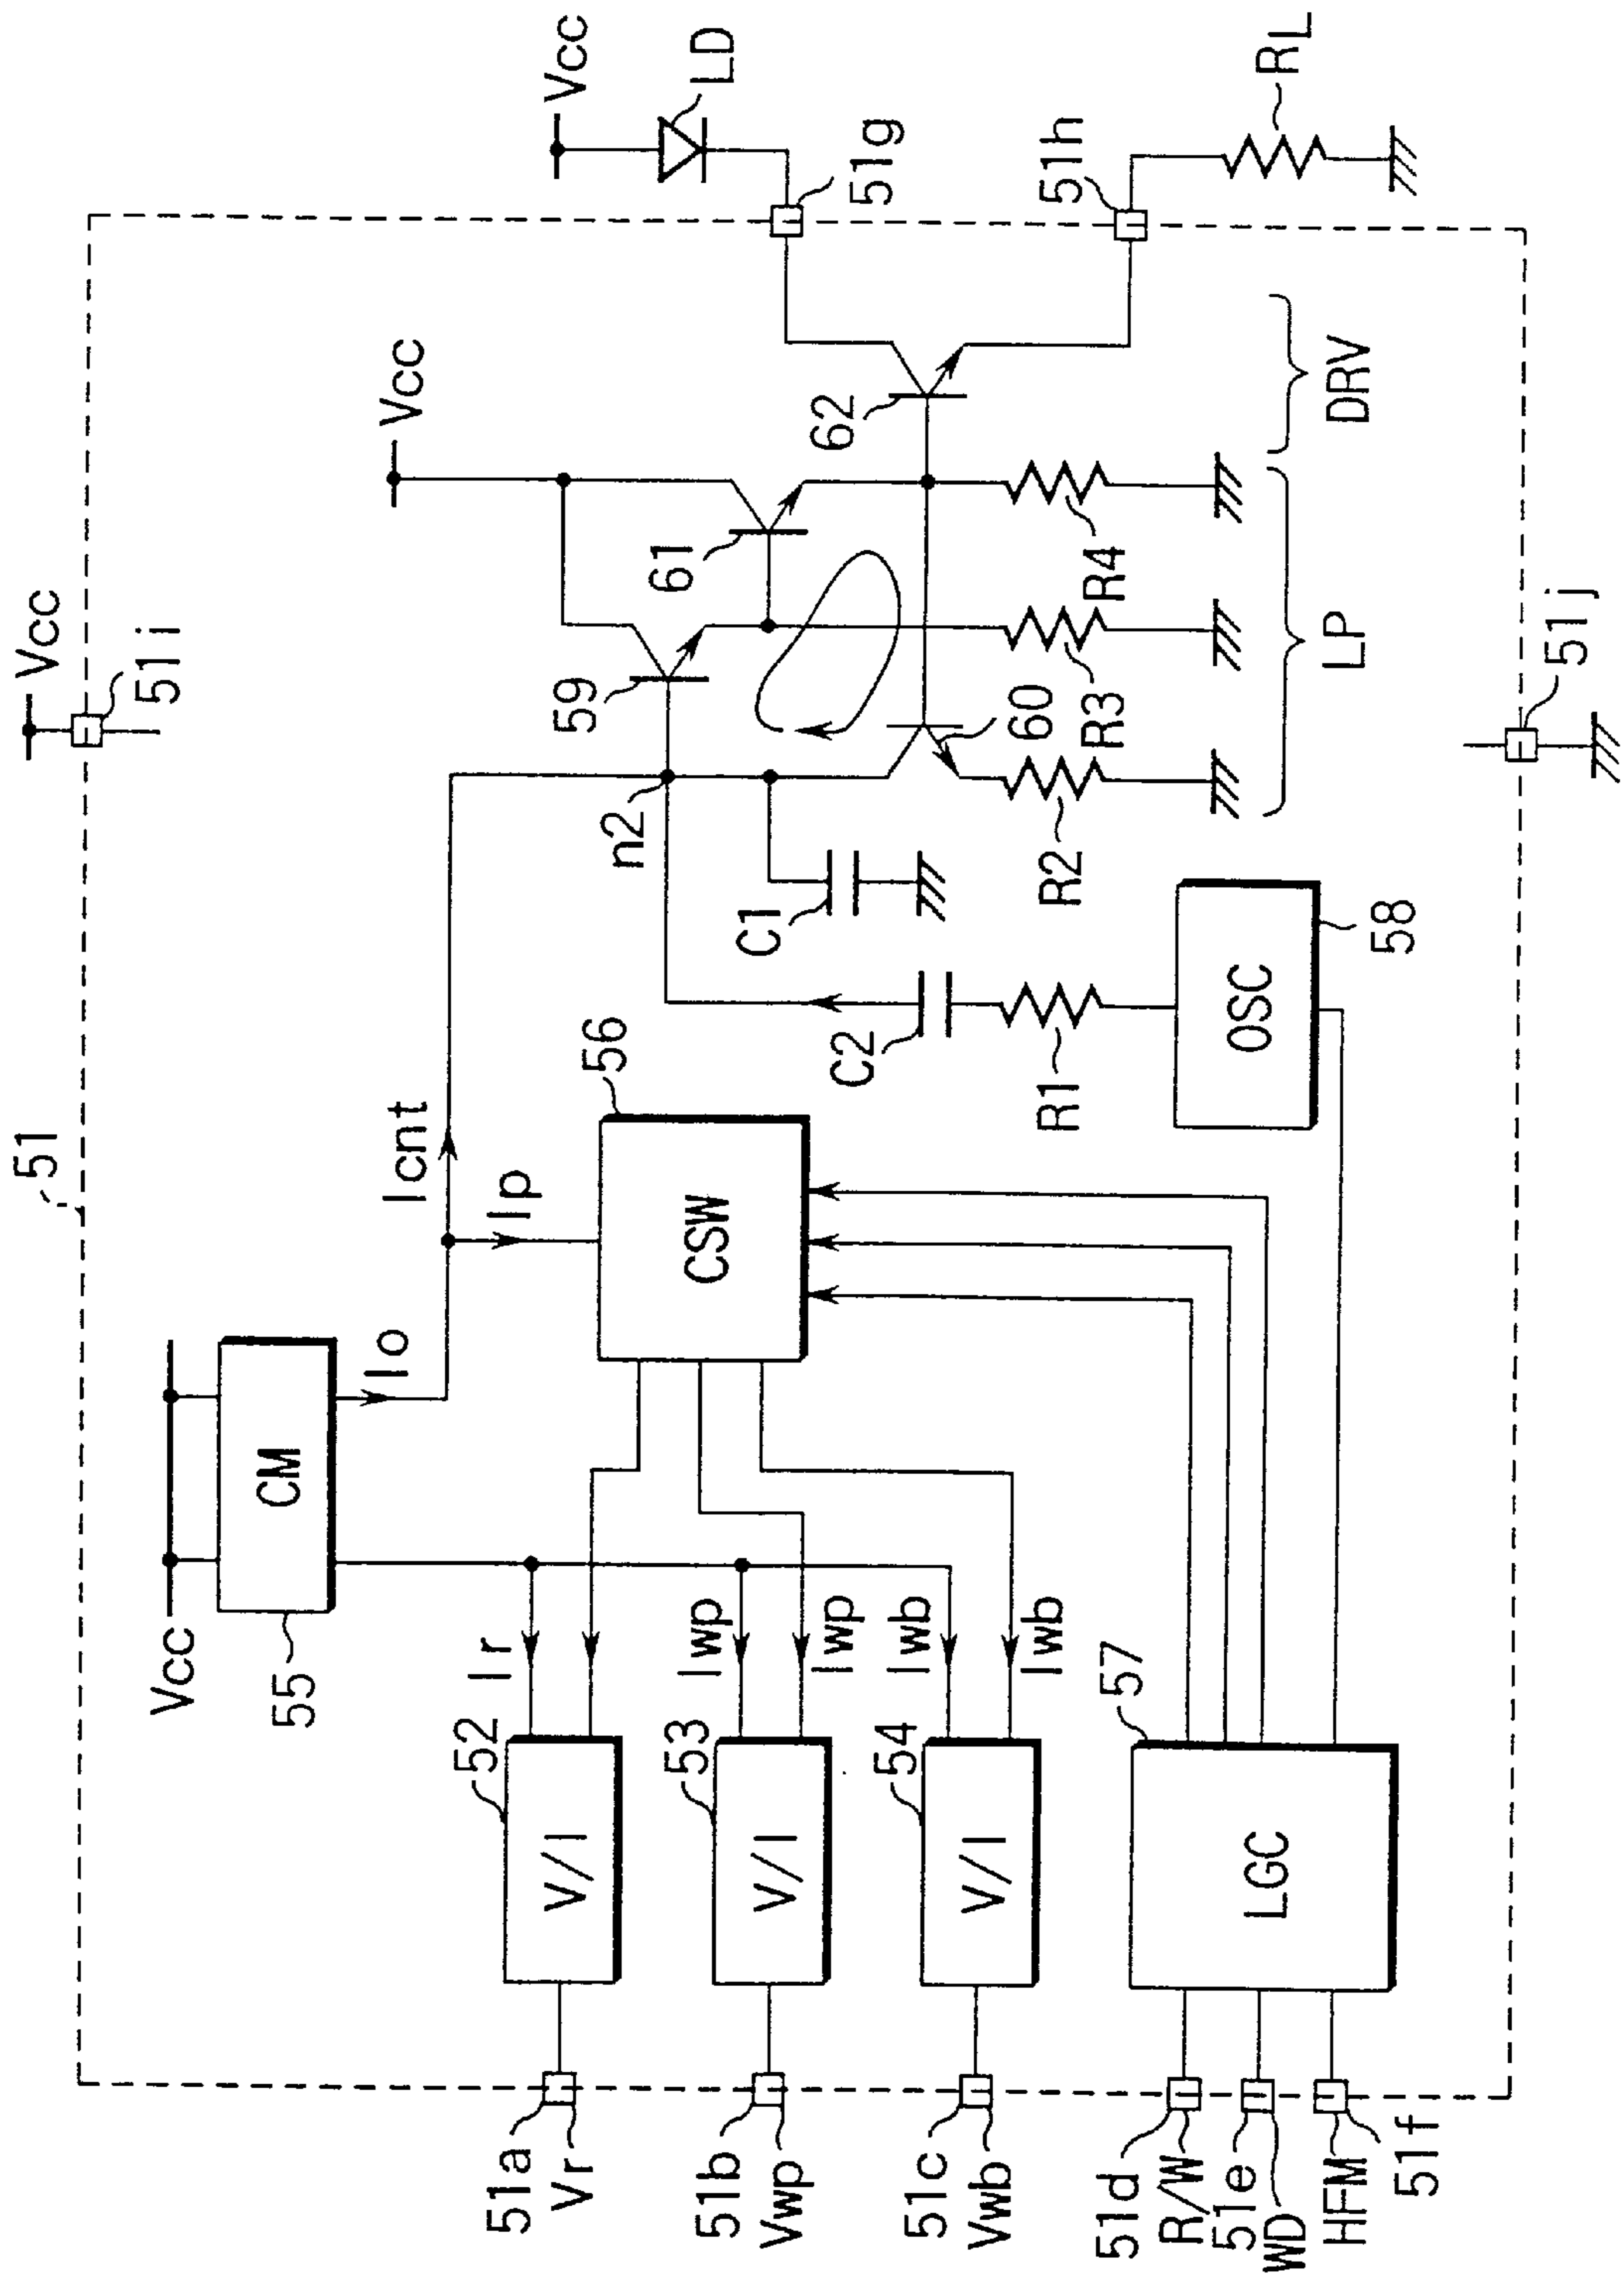 51
Vcc
51i
Vcc
CM
55
Io
Icnt
Ip
56
CSW
Vcc
59
61
62
n2
C1
C2
R1
OSC
58
60
R2
R3
R4
LP
DRV
Vcc
LD
51g
51h
RL
51j
51a
Vr
52
V/I
Ir
51b
Vwp
53
V/I
Iwp
Iwp
51c
Vwb
54
V/I
Iwb
Iwb
57
LGC
51d
R/W
51e
WD
HFM
51f